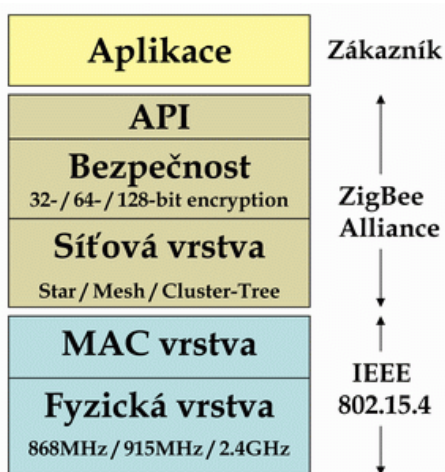 Aplikace
Zákazník
API
Bezpečnost
32-/64-/128-bit encryption
ZigBee
Alliance
Síťová vrstva
Star / Mesh / Cluster-Tree
MAC vrstva
IEEE
802.15.4
Fyzická vrstva
868MHz / 915MHz / 2.4GHz